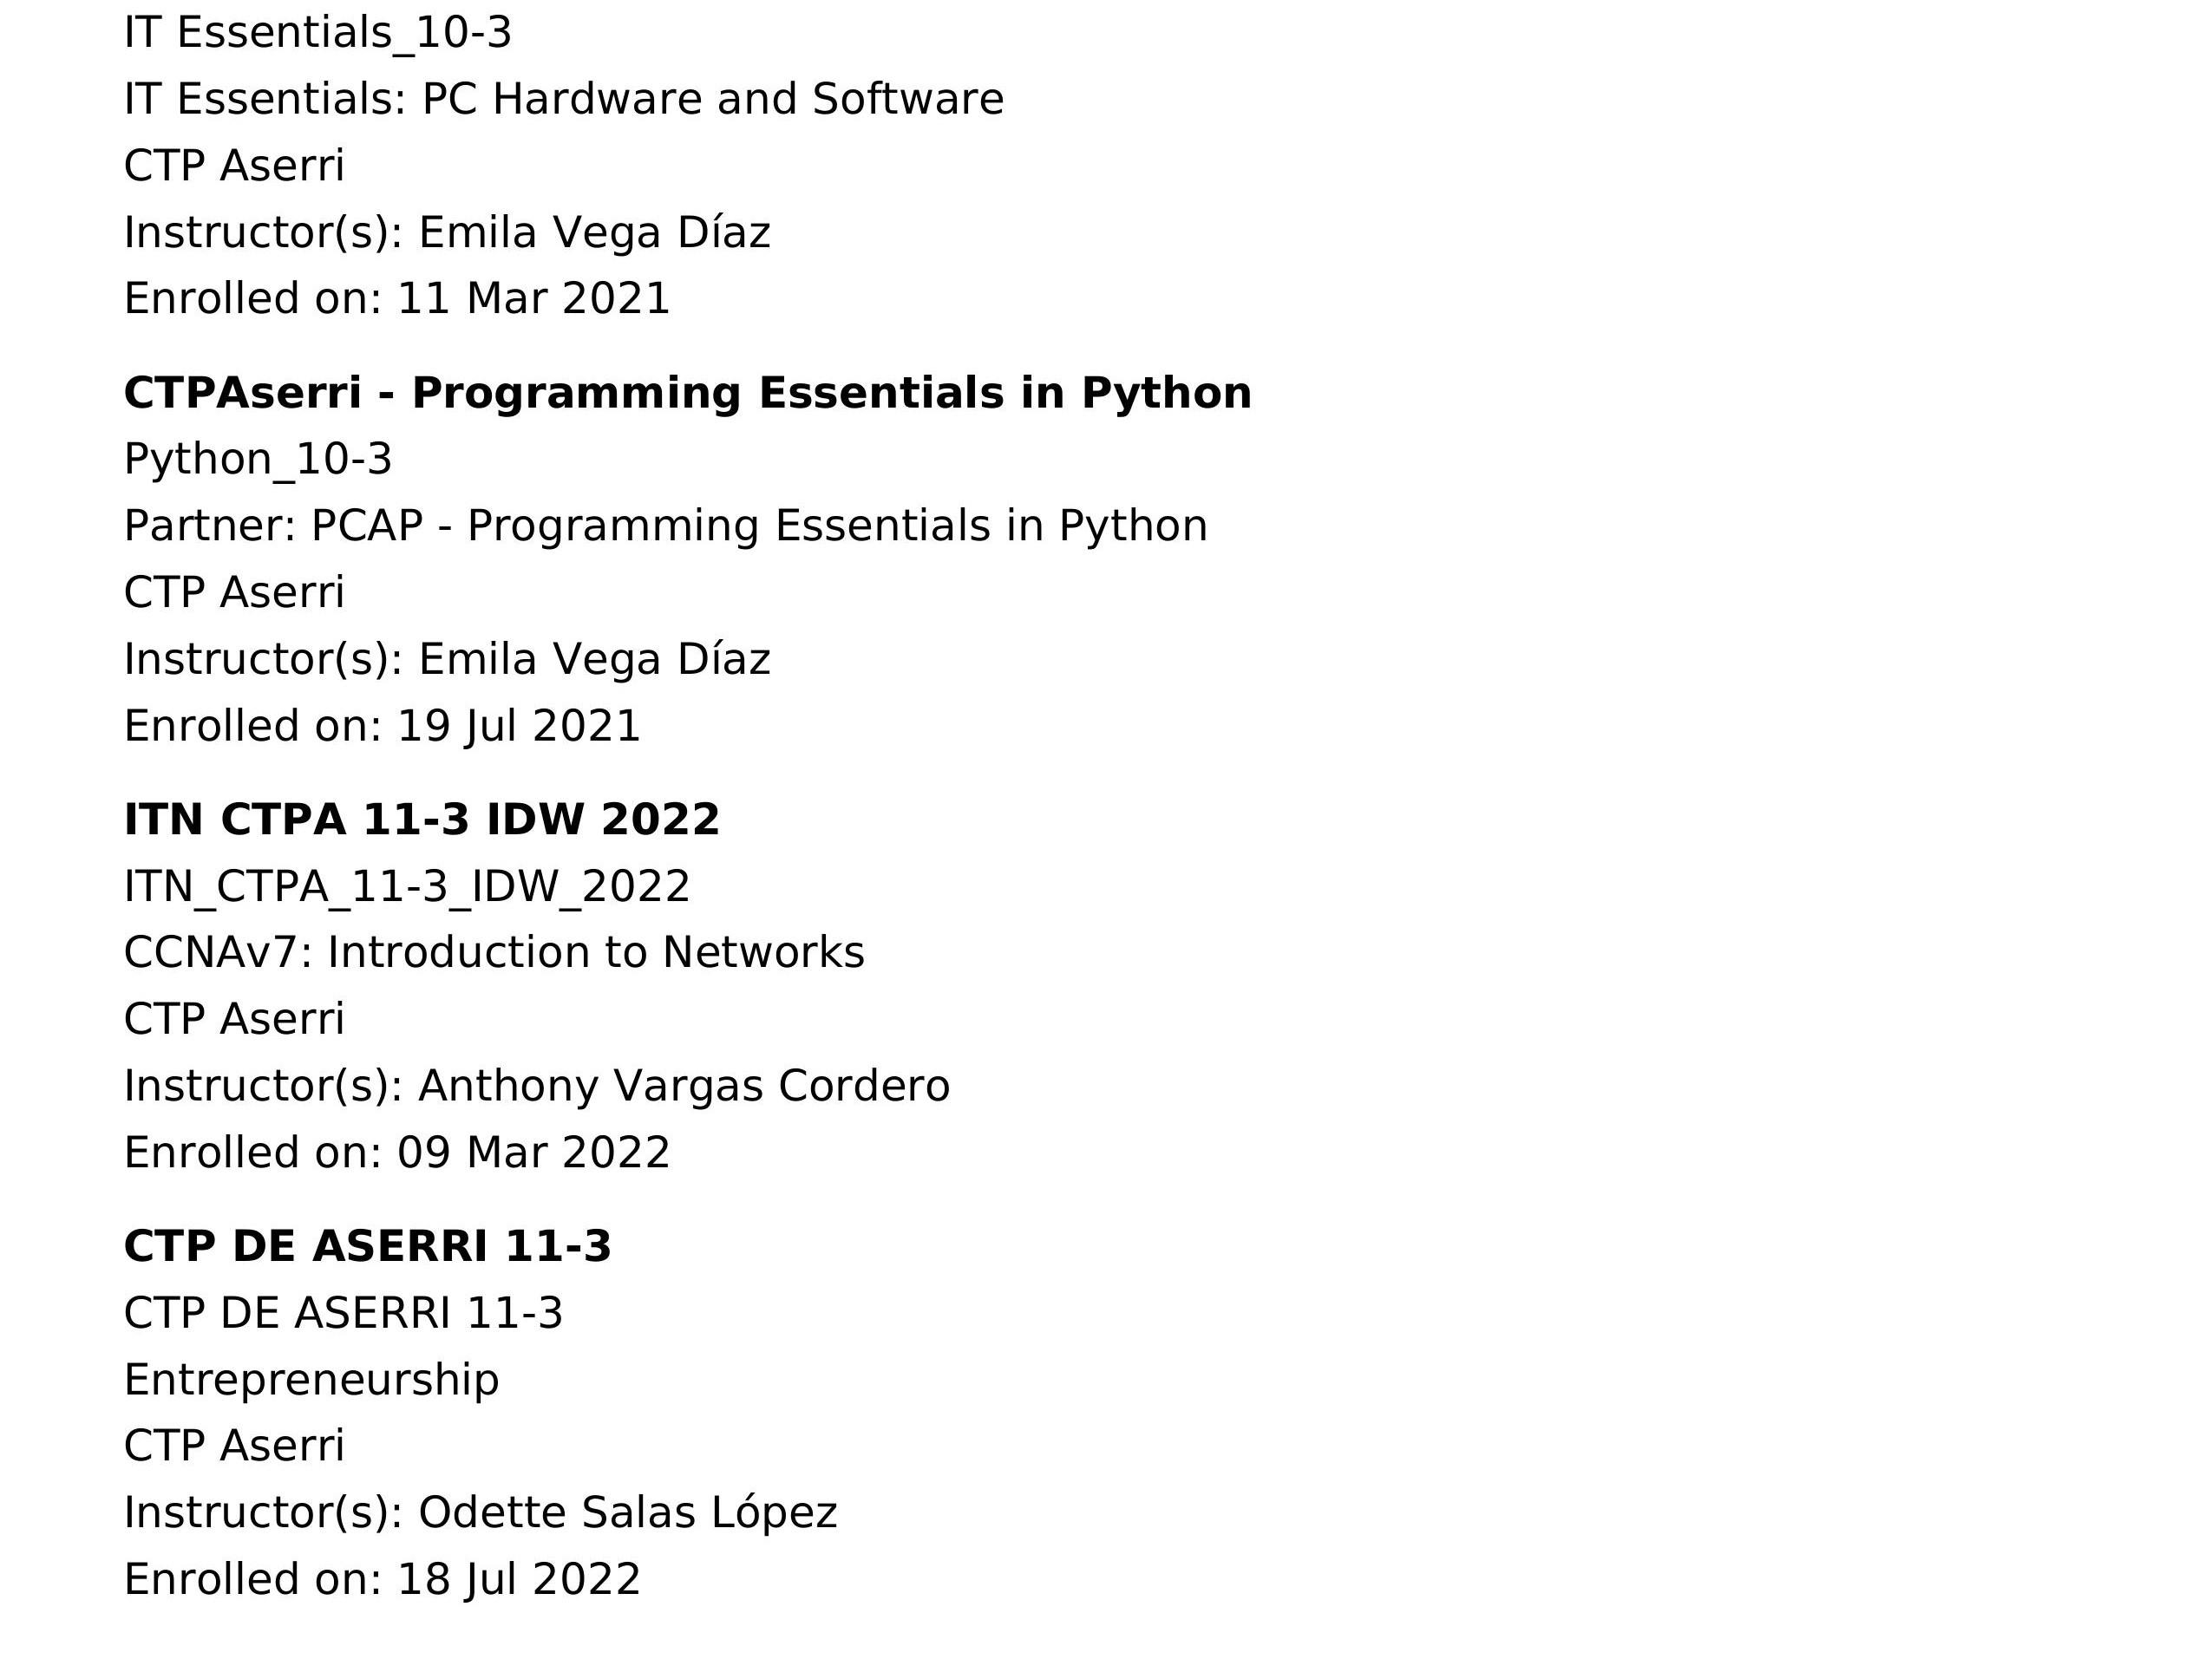 IT Essentials_10-3
IT Essentials: PC Hardware and Software
CTP Aserri
Instructor(s): Emila Vega Díaz
Enrolled on: 11 Mar 2021
CTPAserri - Programming Essentials in Python
Python_10-3
Partner: PCAP - Programming Essentials in Python
CTP Aserri
Instructor(s): Emila Vega Díaz
Enrolled on: 19 Jul 2021
ITN CTPA 11-3 IDW 2022
ITN_CTPA_11-3_IDW_2022
CCNAv7: Introduction to Networks
CTP Aserri
Instructor(s): Anthony Vargas Cordero
Enrolled on: 09 Mar 2022
CTP DE ASERRI 11-3
CTP DE ASERRI 11-3
Entrepreneurship
CTP Aserri
Instructor(s): Odette Salas López
Enrolled on: 18 Jul 2022